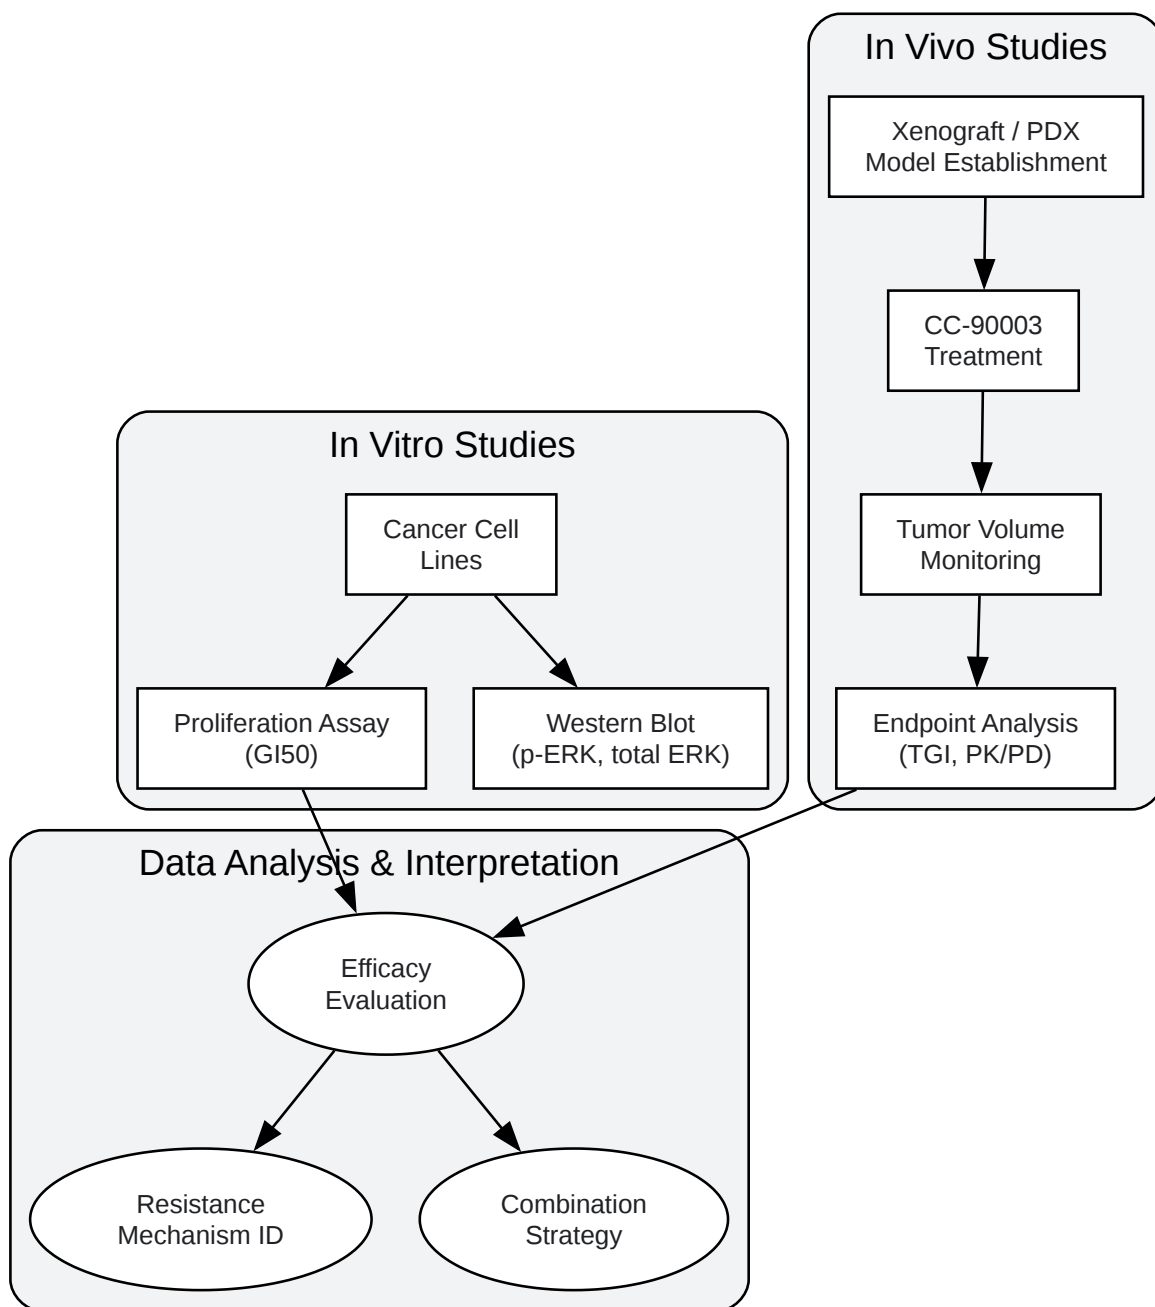 In Vivo Studies
Xenograft / PDX
Model Establishment
CC-90003
Treatment
Tumor Volume
Monitoring
Endpoint Analysis
(TGI, PK/PD)
In Vitro Studies
Cancer Cell
Lines
Proliferation Assay
(GI50)
Western Blot
(p-ERK, total ERK)
Data Analysis & Interpretation
Efficacy
Evaluation
Resistance
Mechanism ID
Combination
Strategy